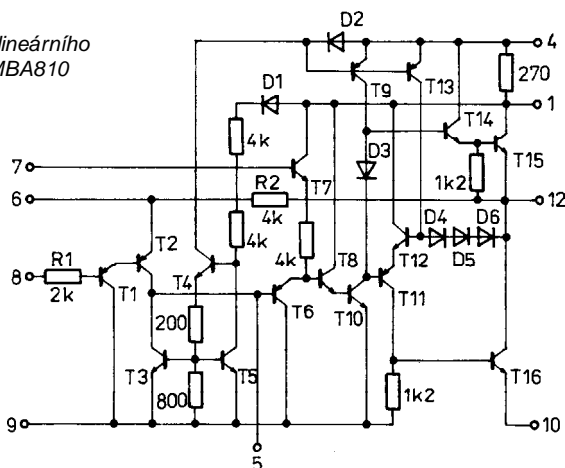 lineárního
MBA810
D2
4
T9
T13
270
D1
1
T14
4k
D3
T15
7
T7
1k2
R2
6
12
4k
4k
D4
D6
T2
4k
T8
D5
R1
T4
T12
8
2k
T1
T6
T10
T11
200
T3
T5
T16
800
1k2
9
10
5